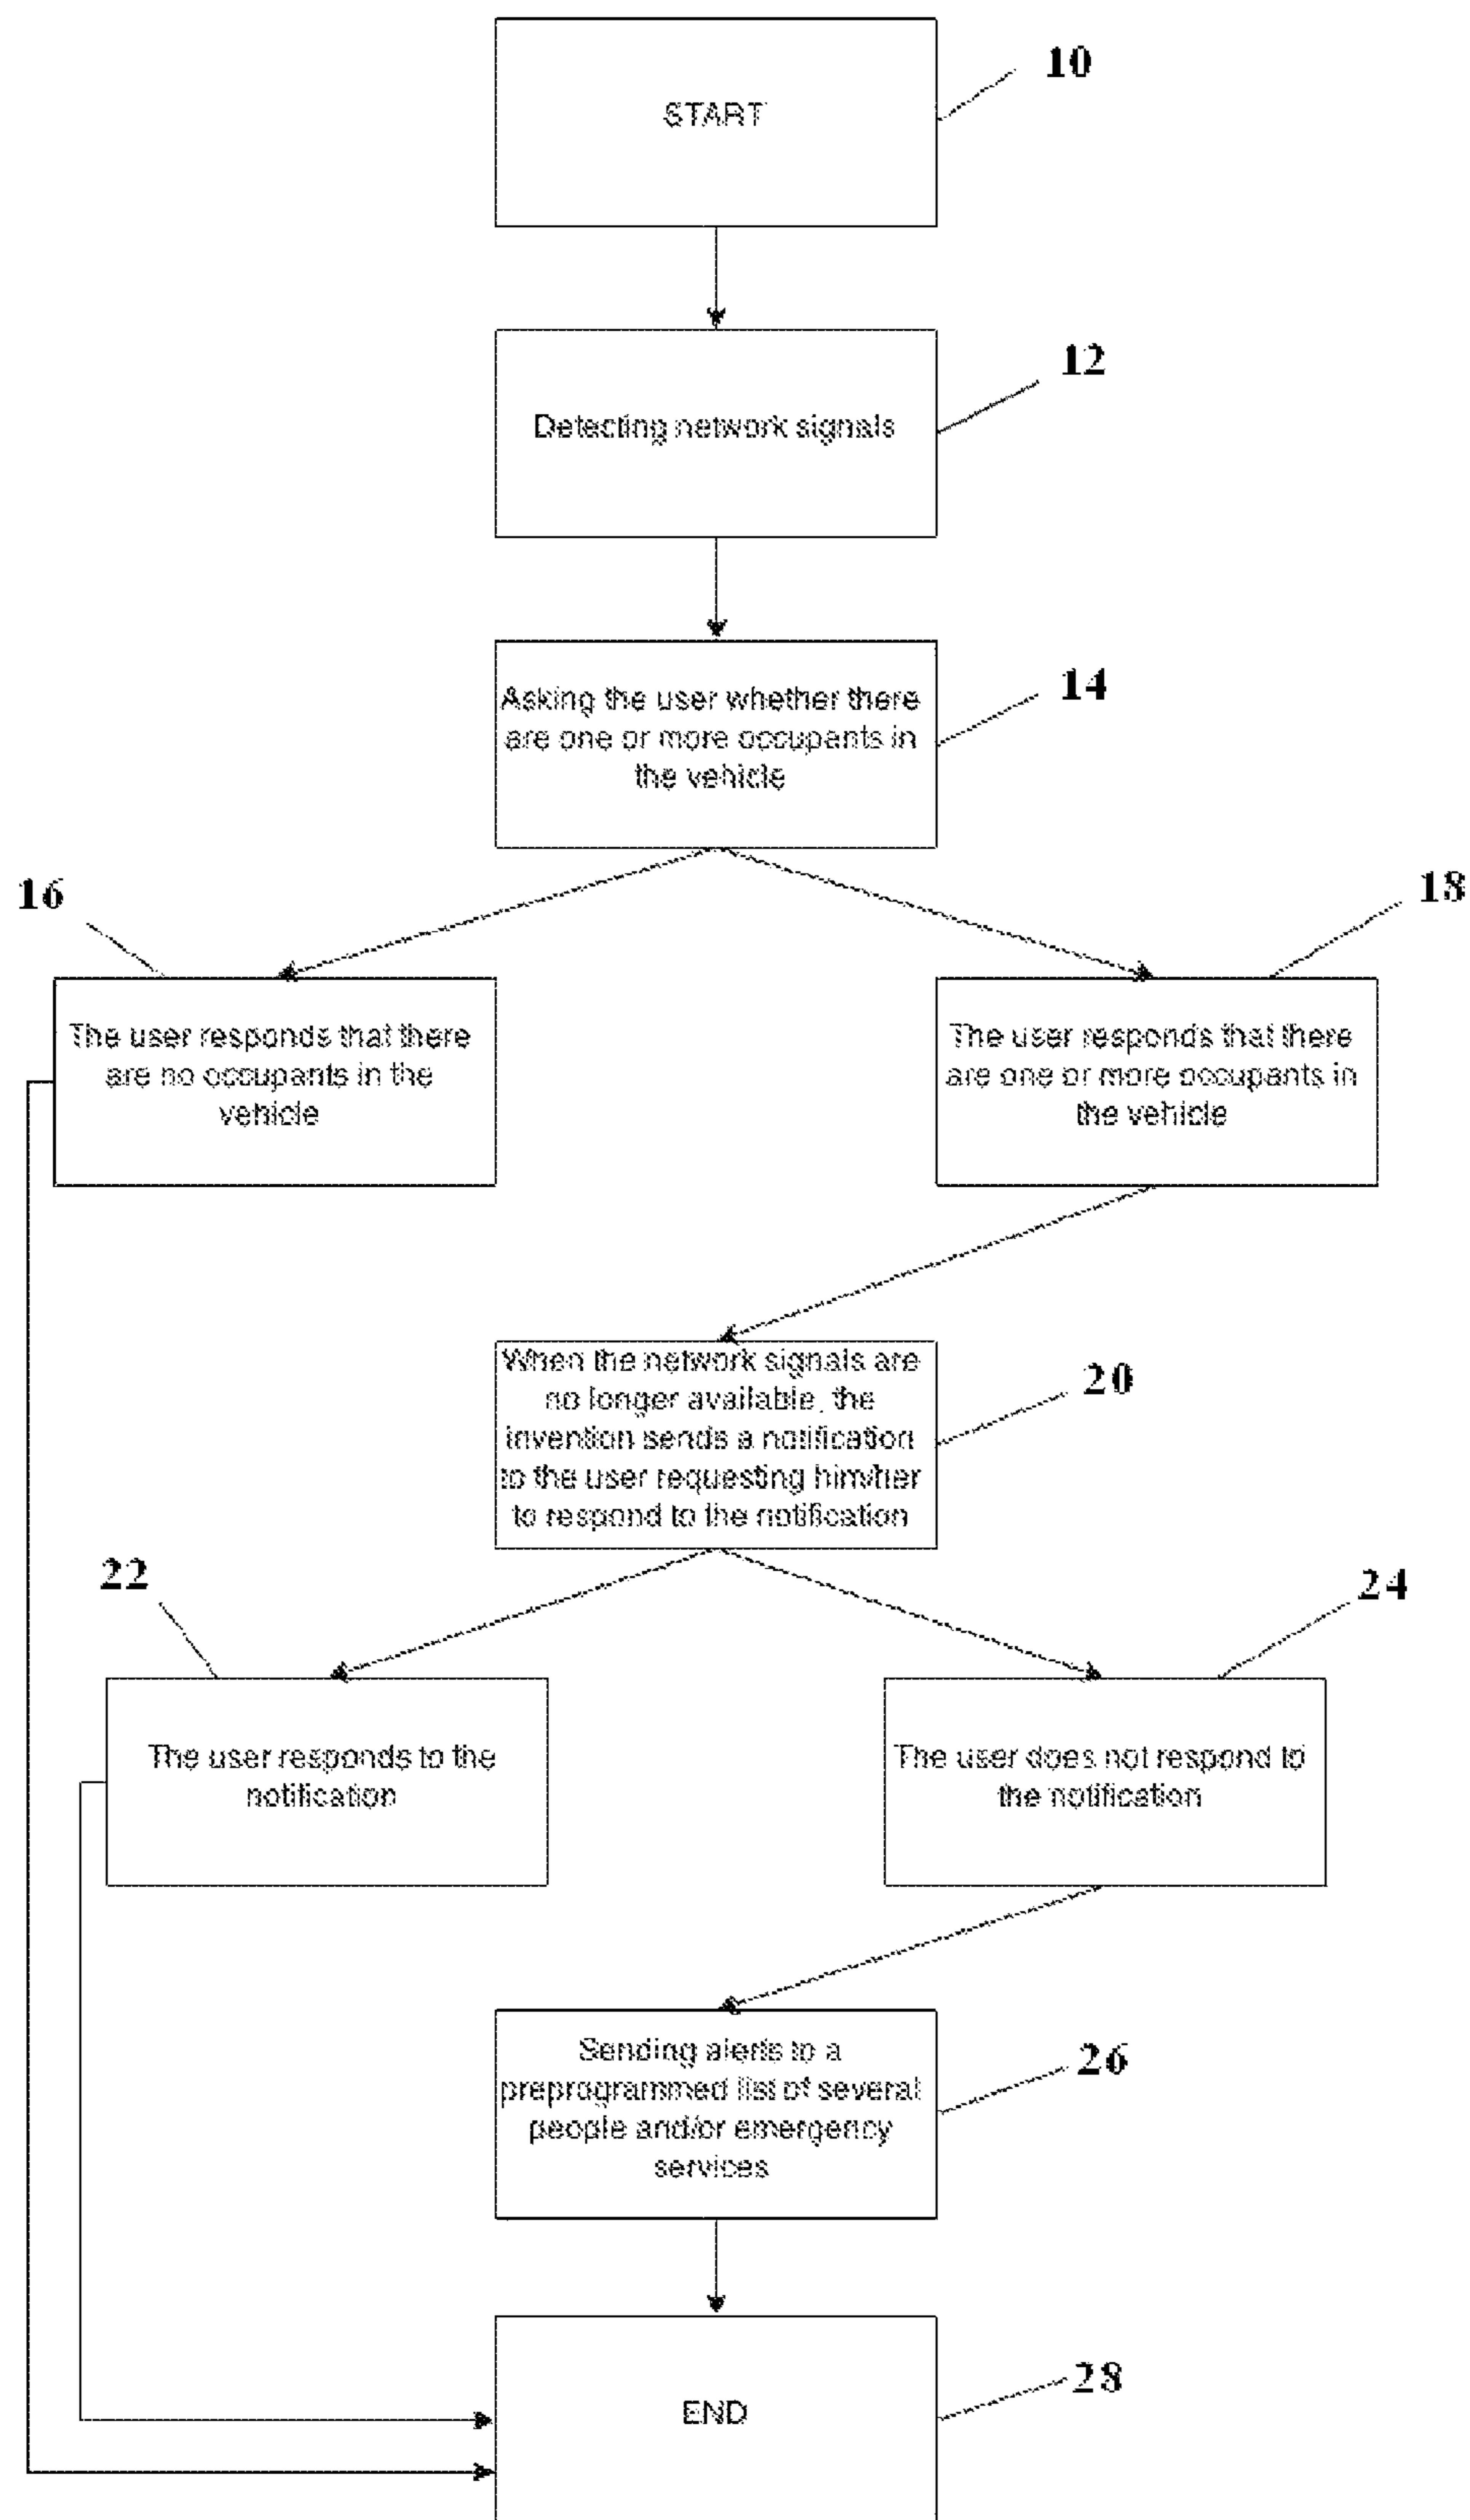 START
10
Detecting network signals
12
Asking the user whether there
are one or more occupants in
the vehicle
14
16
18
The user responds that there
are no occupants in the
vehicle
The user responds that there
are one or more occupants in
the vehicle
When the network signals are
no longer available, the
invention sends a notification
to the user requesting him/her
to respond to the notification
20
22
24
The user responds to the
notification
The user does not respond to
the notification
Sending alerts to a
preprogrammed list of several
people and/or emergency
services
26
END
28